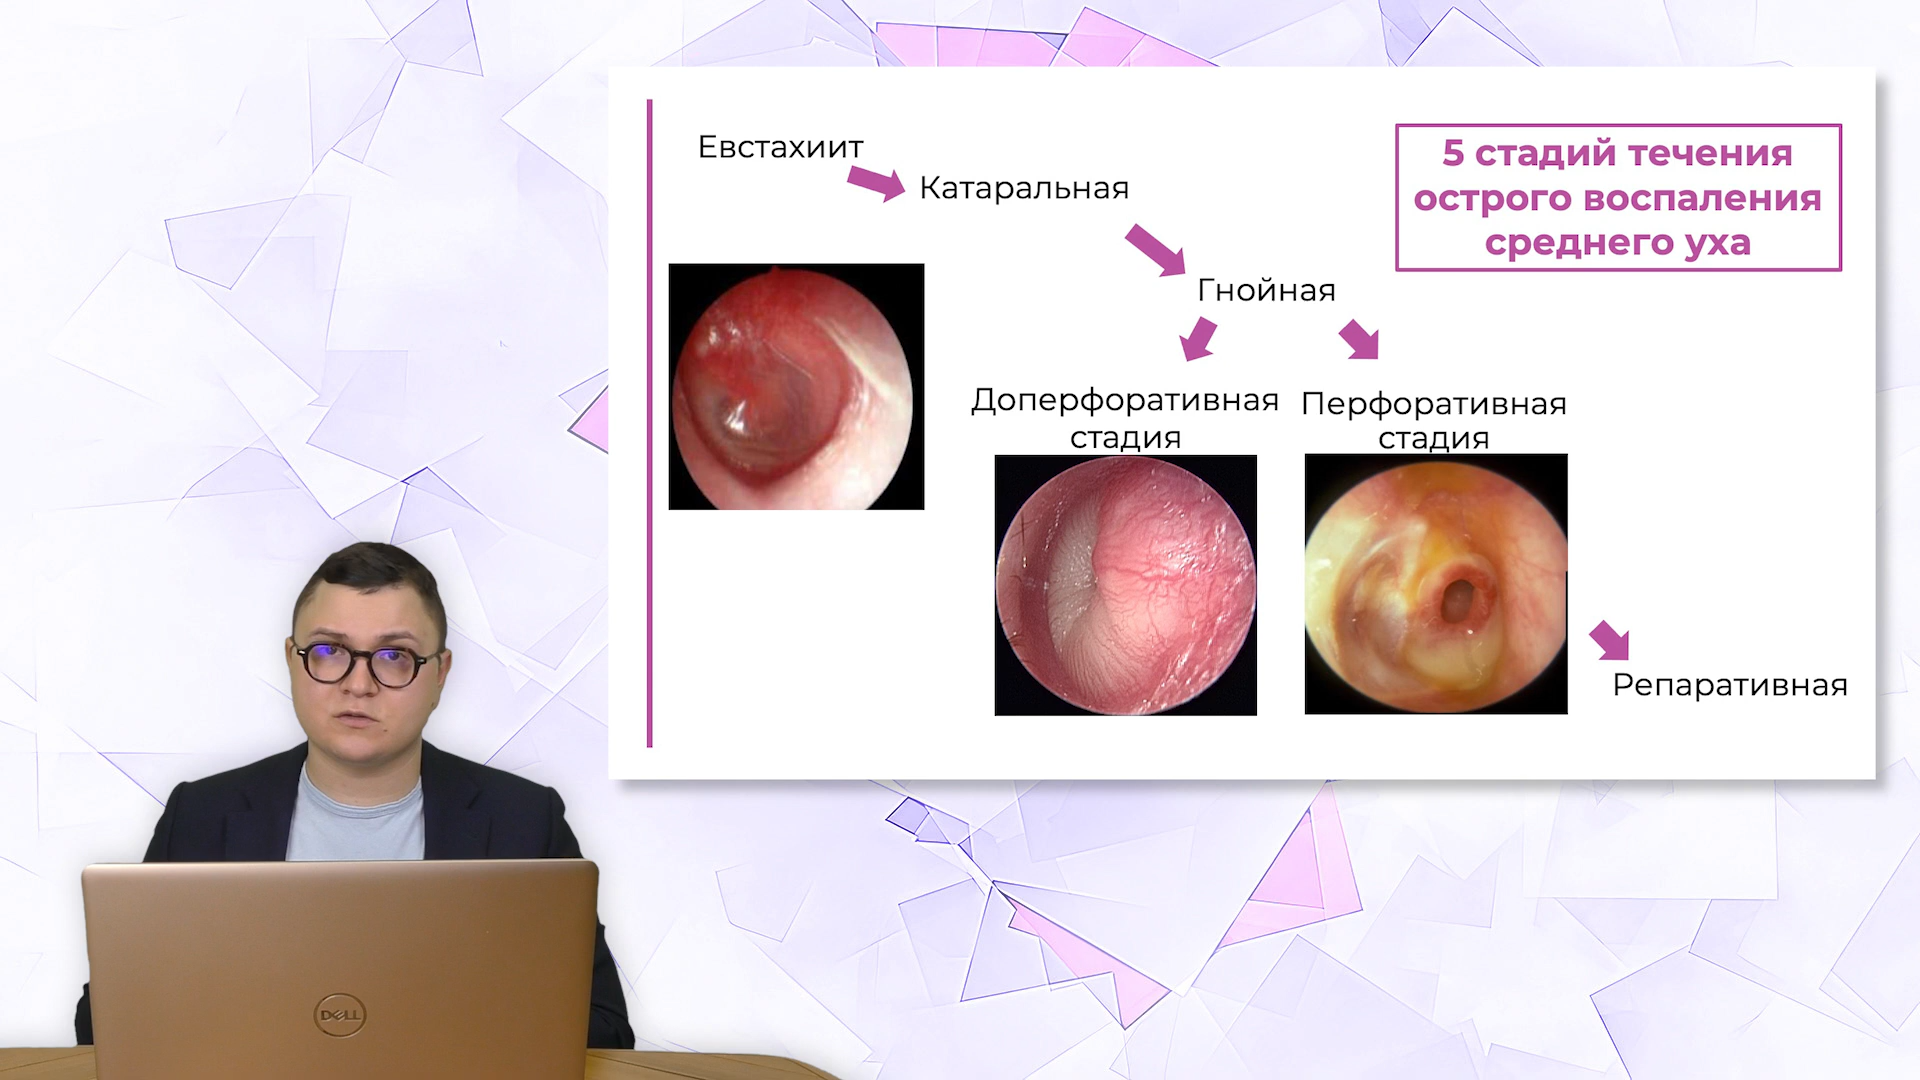 Евстахиит
Катаральная
5 стадий течения
острого воспаления
среднего уха
Гнойная
Доперфоративная
стадия
Перфоративная
стадия
Репаративная
DELL